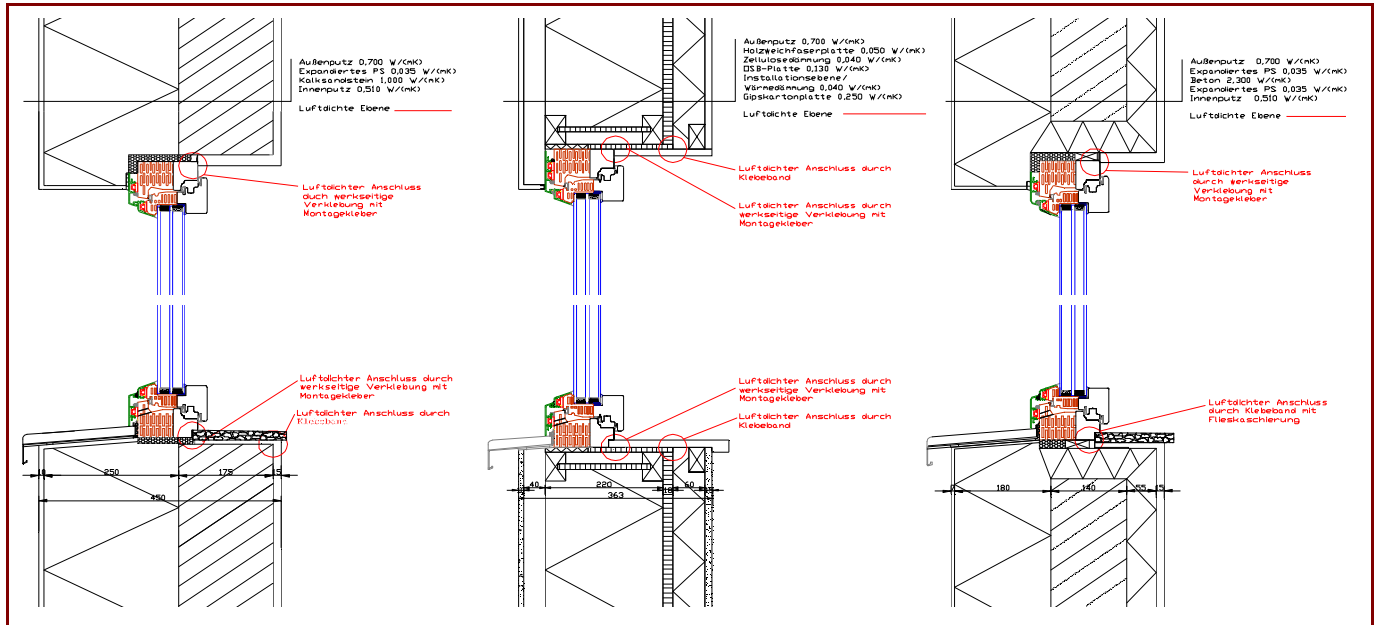 Außenputz 0,700 W/(mK)
Expandiertes PS 0,035 W/(mK)
Kalksandstein 1,000 W/(mK)
Innenputz 0,510 W/(mK)
Luftdichte Ebene
Luftdichter Anschluss
duch werkseitige
Verklebung mit
Montagekleber
Luftdichter Anschluss durch
werkseitige Verklebung mit
Montagekleber
Luftdichter Anschluss durch
Klebeband
250
175
15
450
Außenputz 0,700 W/(mK)
Holzweichfaserplatte 0,050 W/(mK)
Zellulosedämmung 0,040 W/(mK)
OSB-Platte 0,130 W/(mK)
Installationsebene/
Wärmedämmung 0,040 W/(mK)
Gipskartonplatte 0.250 W/(mK)
Luftdichte Ebene
Luftdichter Anschluss durch
Klebeband
Luftdichter Anschluss durch
werkseitige Verklebung mit
Montagekleber
Luftdichter Anschluss durch
werkseitige Verklebung mit
Montagekleber
Luftdichter Anschluss durch
Klebeband
40
220
18
60
363
Außenputz 0,700 W/(mK)
Expandiertes PS 0,035 W/(mK)
Beton 2,300 W/(mK)
Expandiertes PS 0,035 W/(mK)
Innenputz 0,510 W/(mK)
Luftdichte Ebene
Luftdichter Anschluss
durch werkseitige
Verklebung mit
Montagekleber
Luftdichter Anschluss
durch Klebeband mit
Flieskaschierung
180
140
55
15